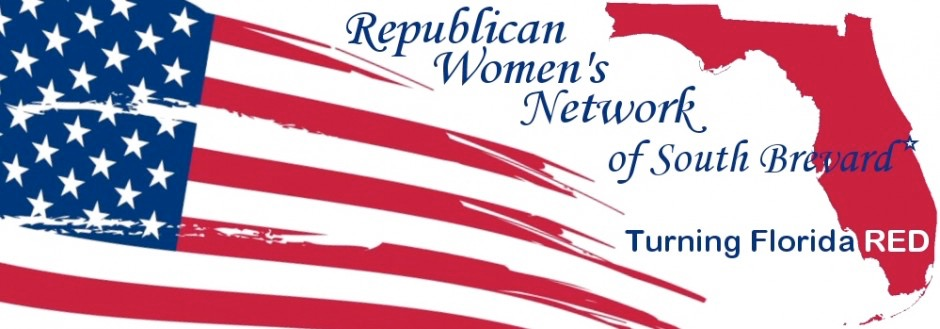 Republican
Women's
Network
of South Brevard
Turning Florida RED